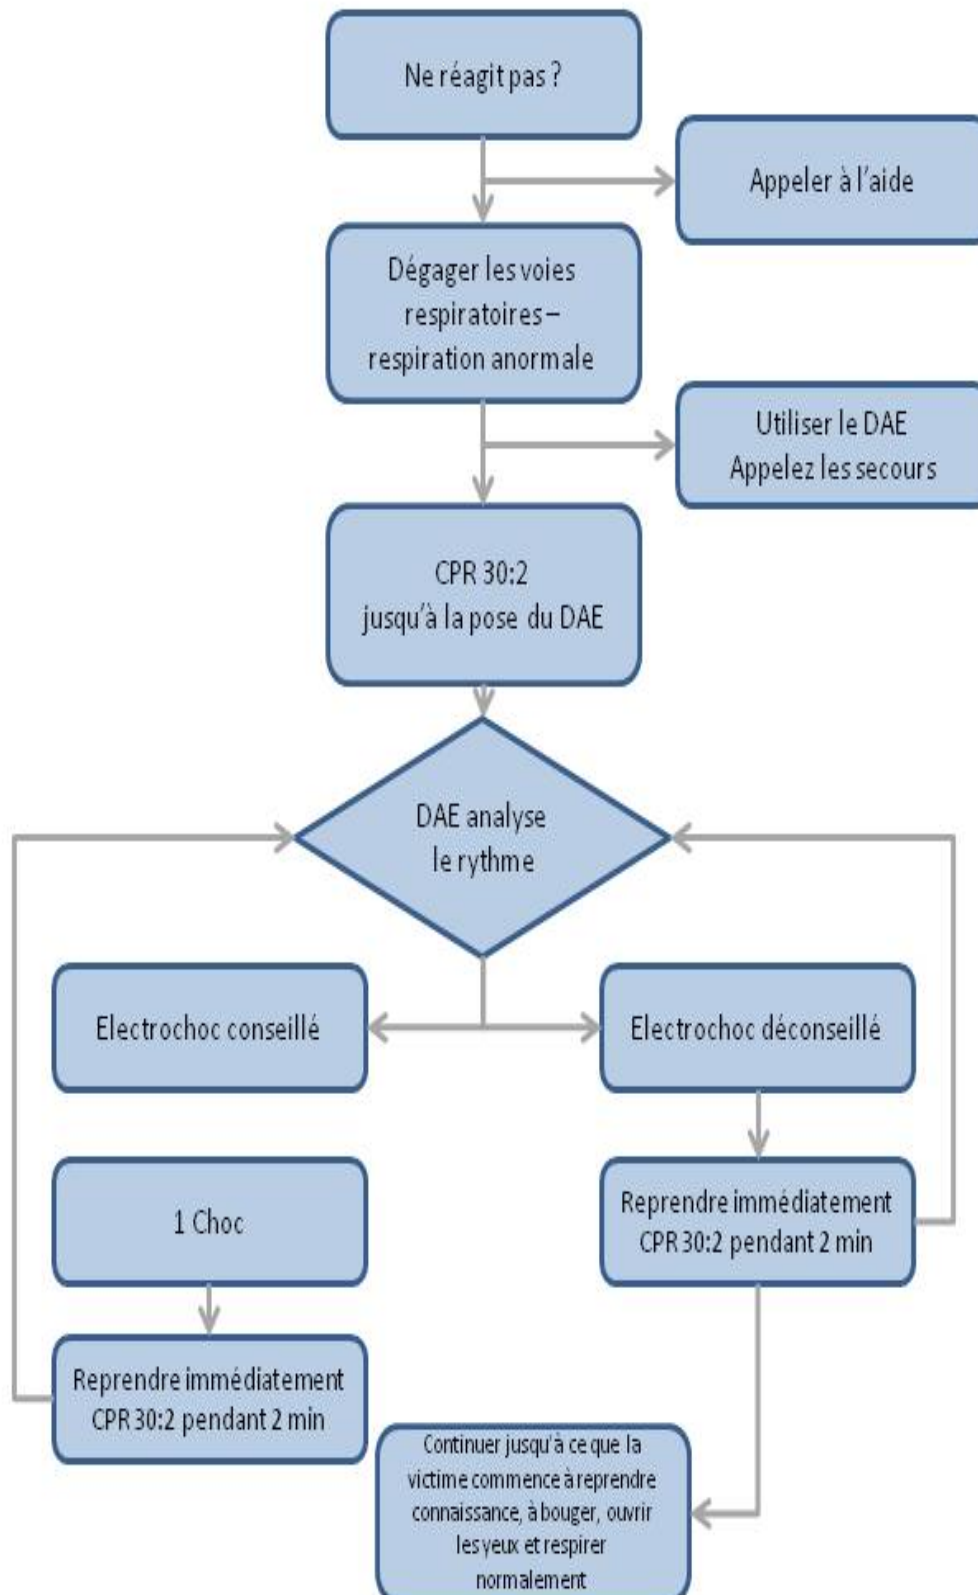 Ne réagit pas ?
Appeler à l'aide
Dégager les voies
respiratoires –
respiration anormale
Utiliser le DAE
Appelez les secours
CPR 30:2
jusqu'à la pose du DAE
DAE analyse
le rythme
Electrochoc conseillé
Electrochoc déconseillé
1 Choc
Reprendre immédiatement
CPR 30:2 pendant 2 min
Reprendre immédiatement
CPR 30:2 pendant 2 min
Continuer jusqu'à ce que la
victime commence à reprendre
connaissance, à bouger, ouvrir
les yeux et respirer
normalement